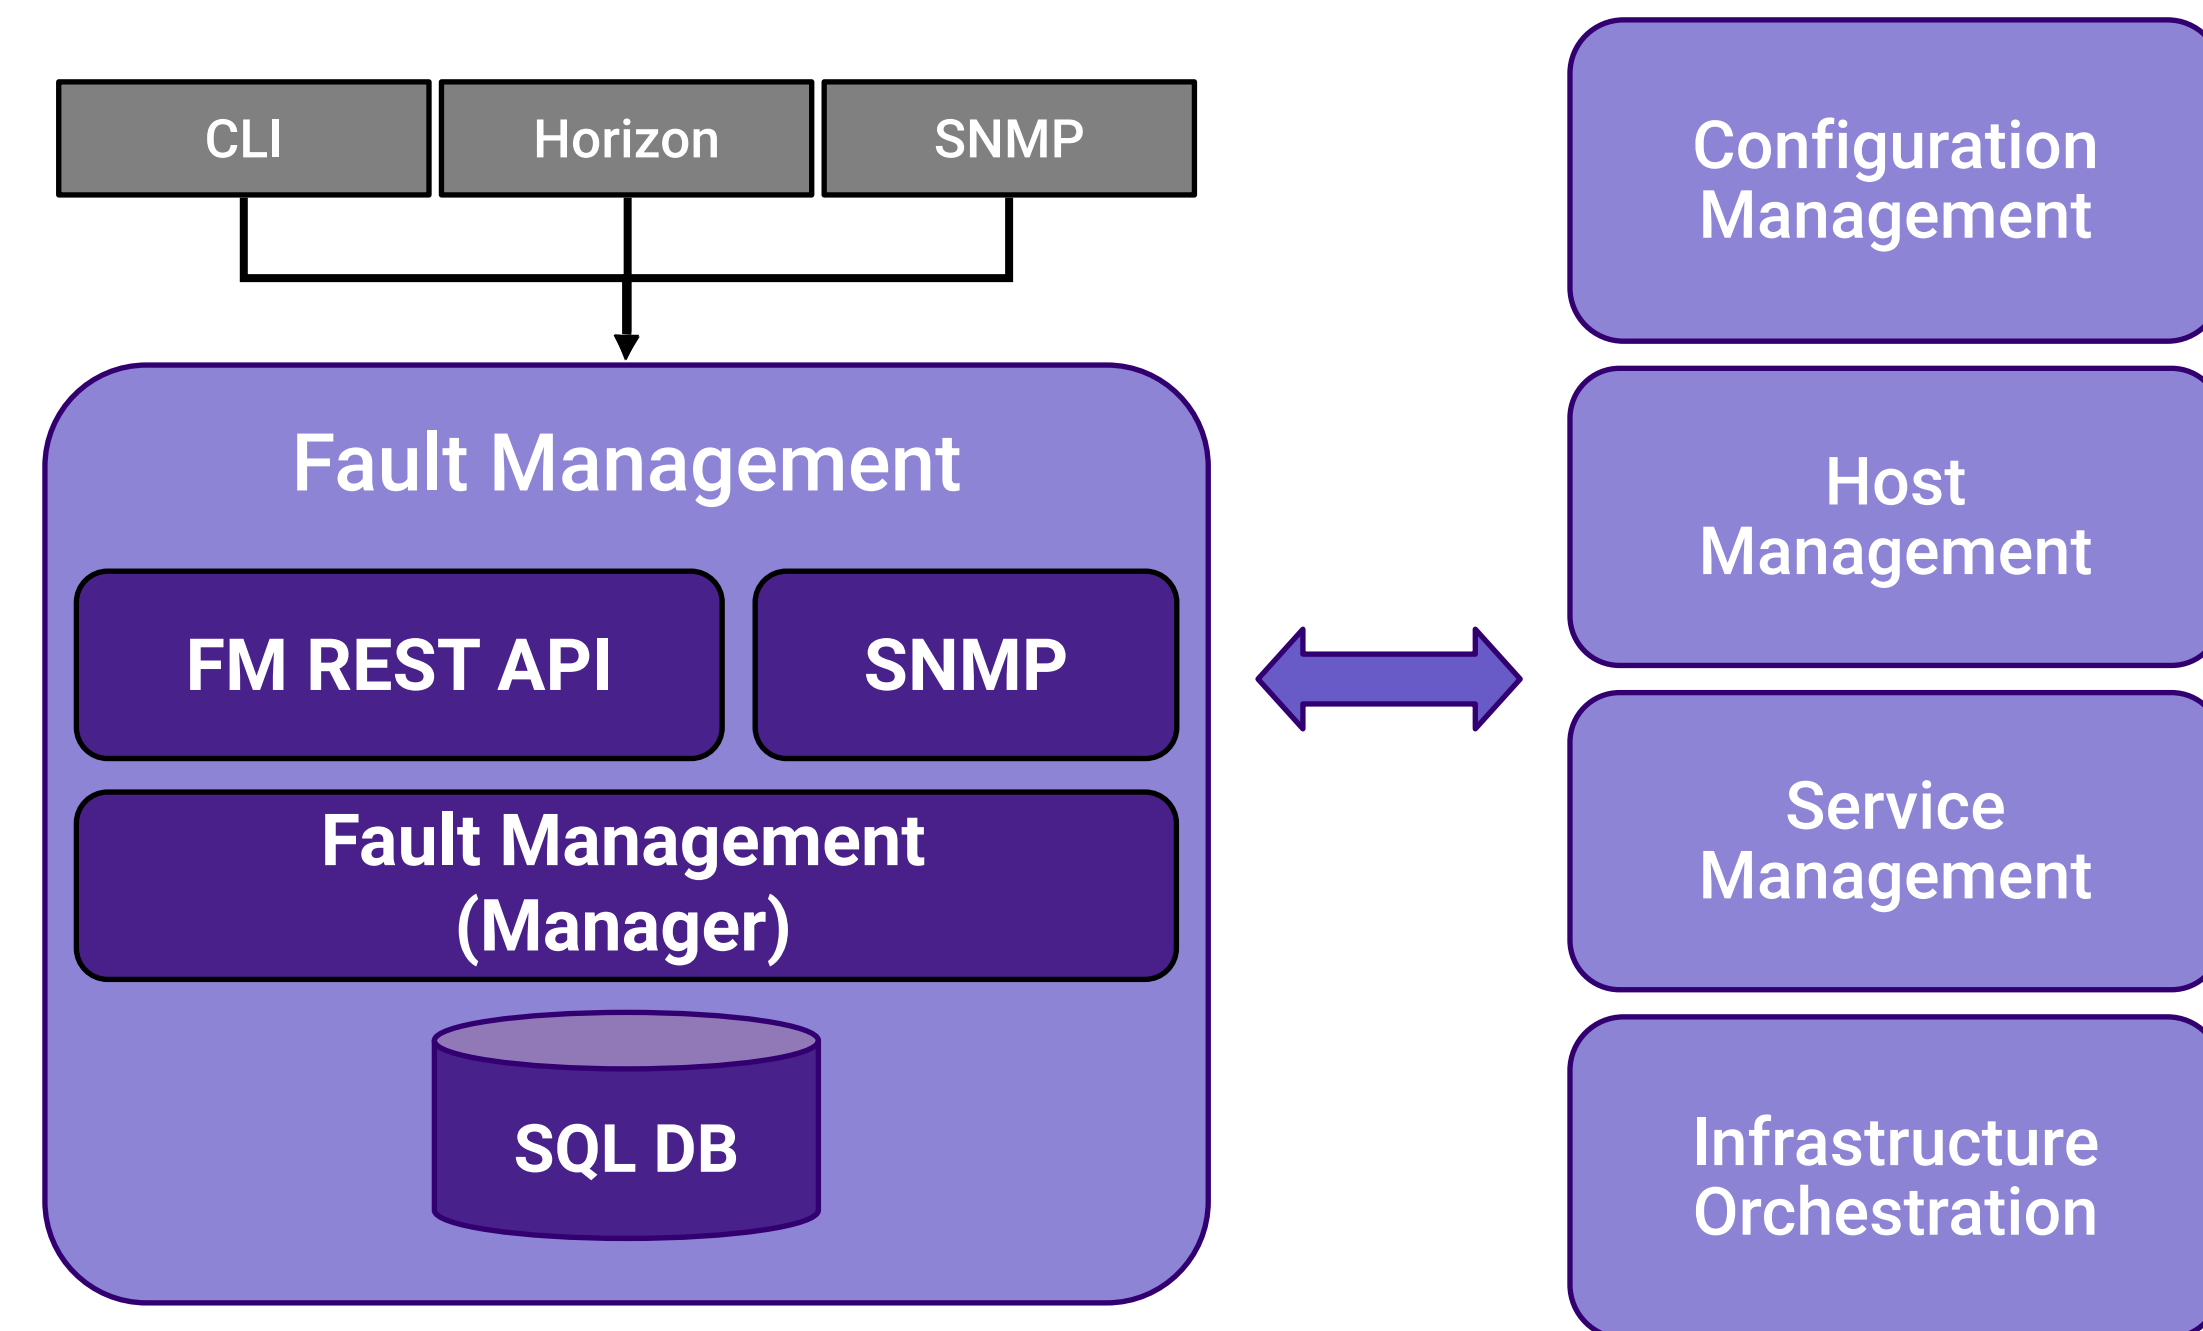 CLI
Horizon
SNMP
Fault Management
FM REST API
SNMP
Fault Management
(Manager)
SQL DB
Configuration
Management
Host
Management
Service
Management
Infrastructure
Orchestration